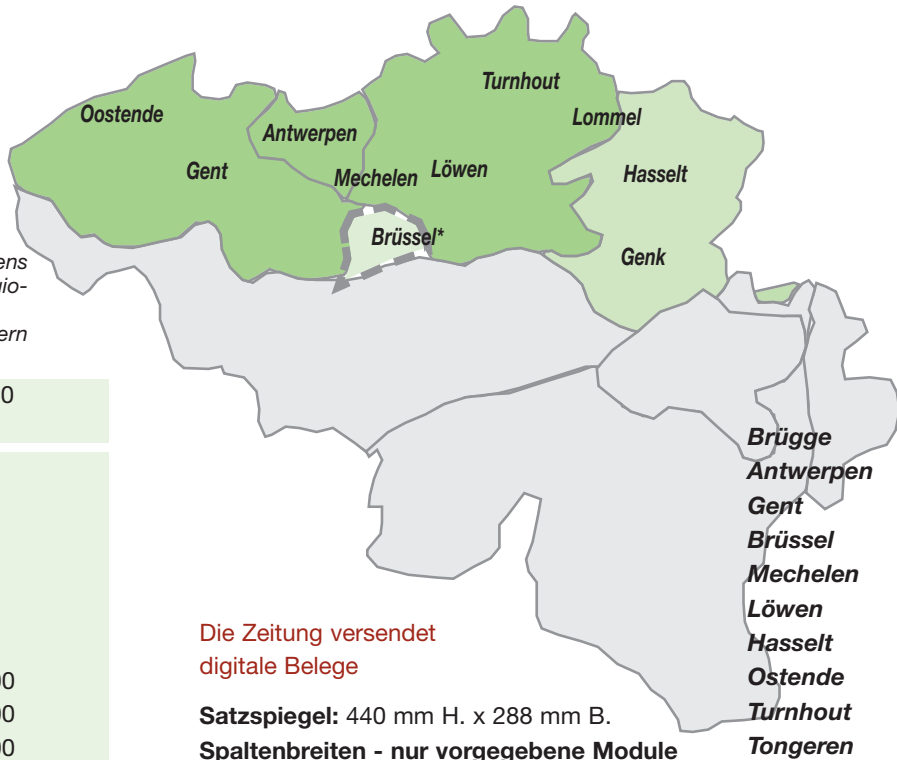 Turnhout
Oostende
Lommel
Antwerpen
Gent
Mechelen
Löwen
Hasselt
Brüssel*
Genk
ens
gio-
ern
0
00
00
00
Die Zeitung versendet
digitale Belege
Satzspiegel: 440 mm H. x 288 mm B.
Spaltenbreiten - nur vorgegebene Module
Brügge
Antwerpen
Gent
Brüssel
Mechelen
Löwen
Hasselt
Ostende
Turnhout
Tongeren